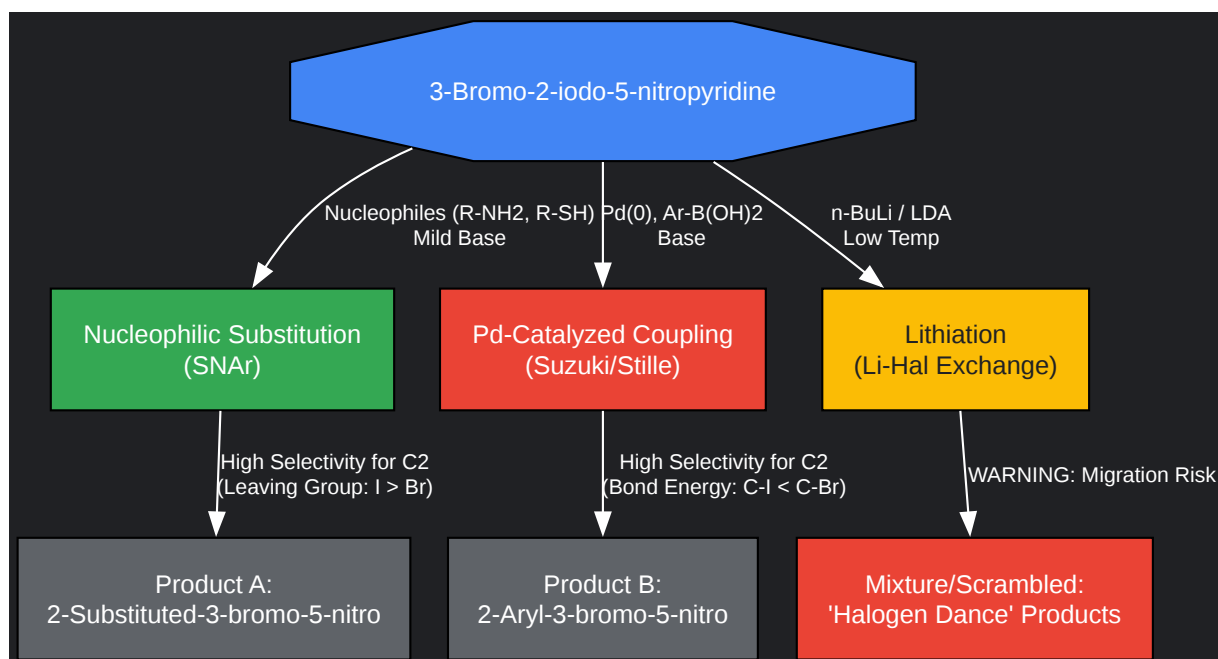 3-Bromo-2-iodo-5-nitropyridine
Nucleophiles (R-NH2, R-SH)
Mild Base
Pd(0), Ar-B(OH)2
Base
n-BuLi / LDA
Low Temp
Nucleophilic Substitution
(SNAr)
Pd-Catalyzed Coupling
(Suzuki/Stille)
Lithiation
(Li-Hal Exchange)
High Selectivity for C2
(Leaving Group: I > Br)
High Selectivity for C2
(Bond Energy: C-I < C-Br)
WARNING: Migration Risk
Product A:
2-Substituted-3-bromo-5-nitro
Product B:
2-Aryl-3-bromo-5-nitro
Mixture/Scrambled:
'Halogen Dance' Products